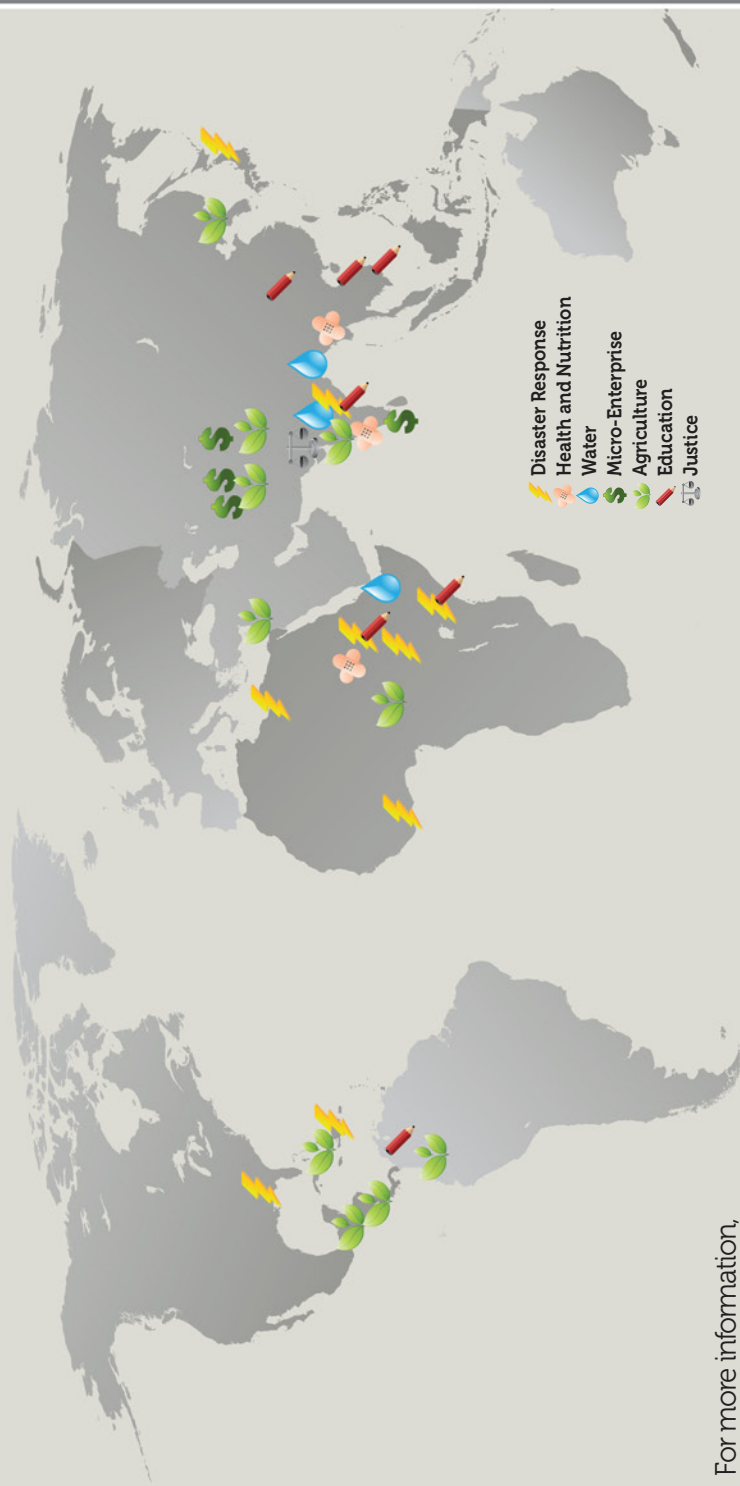 Disaster Response
Health and Nutrition
Water
Micro-Enterprise
Agriculture
Education
Justice
For more information,